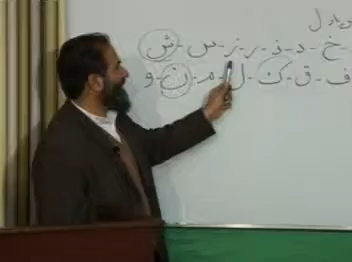 خ - د - ذ - ر - ز - س - ش
ف - ق - ک - ل - م - ن - و